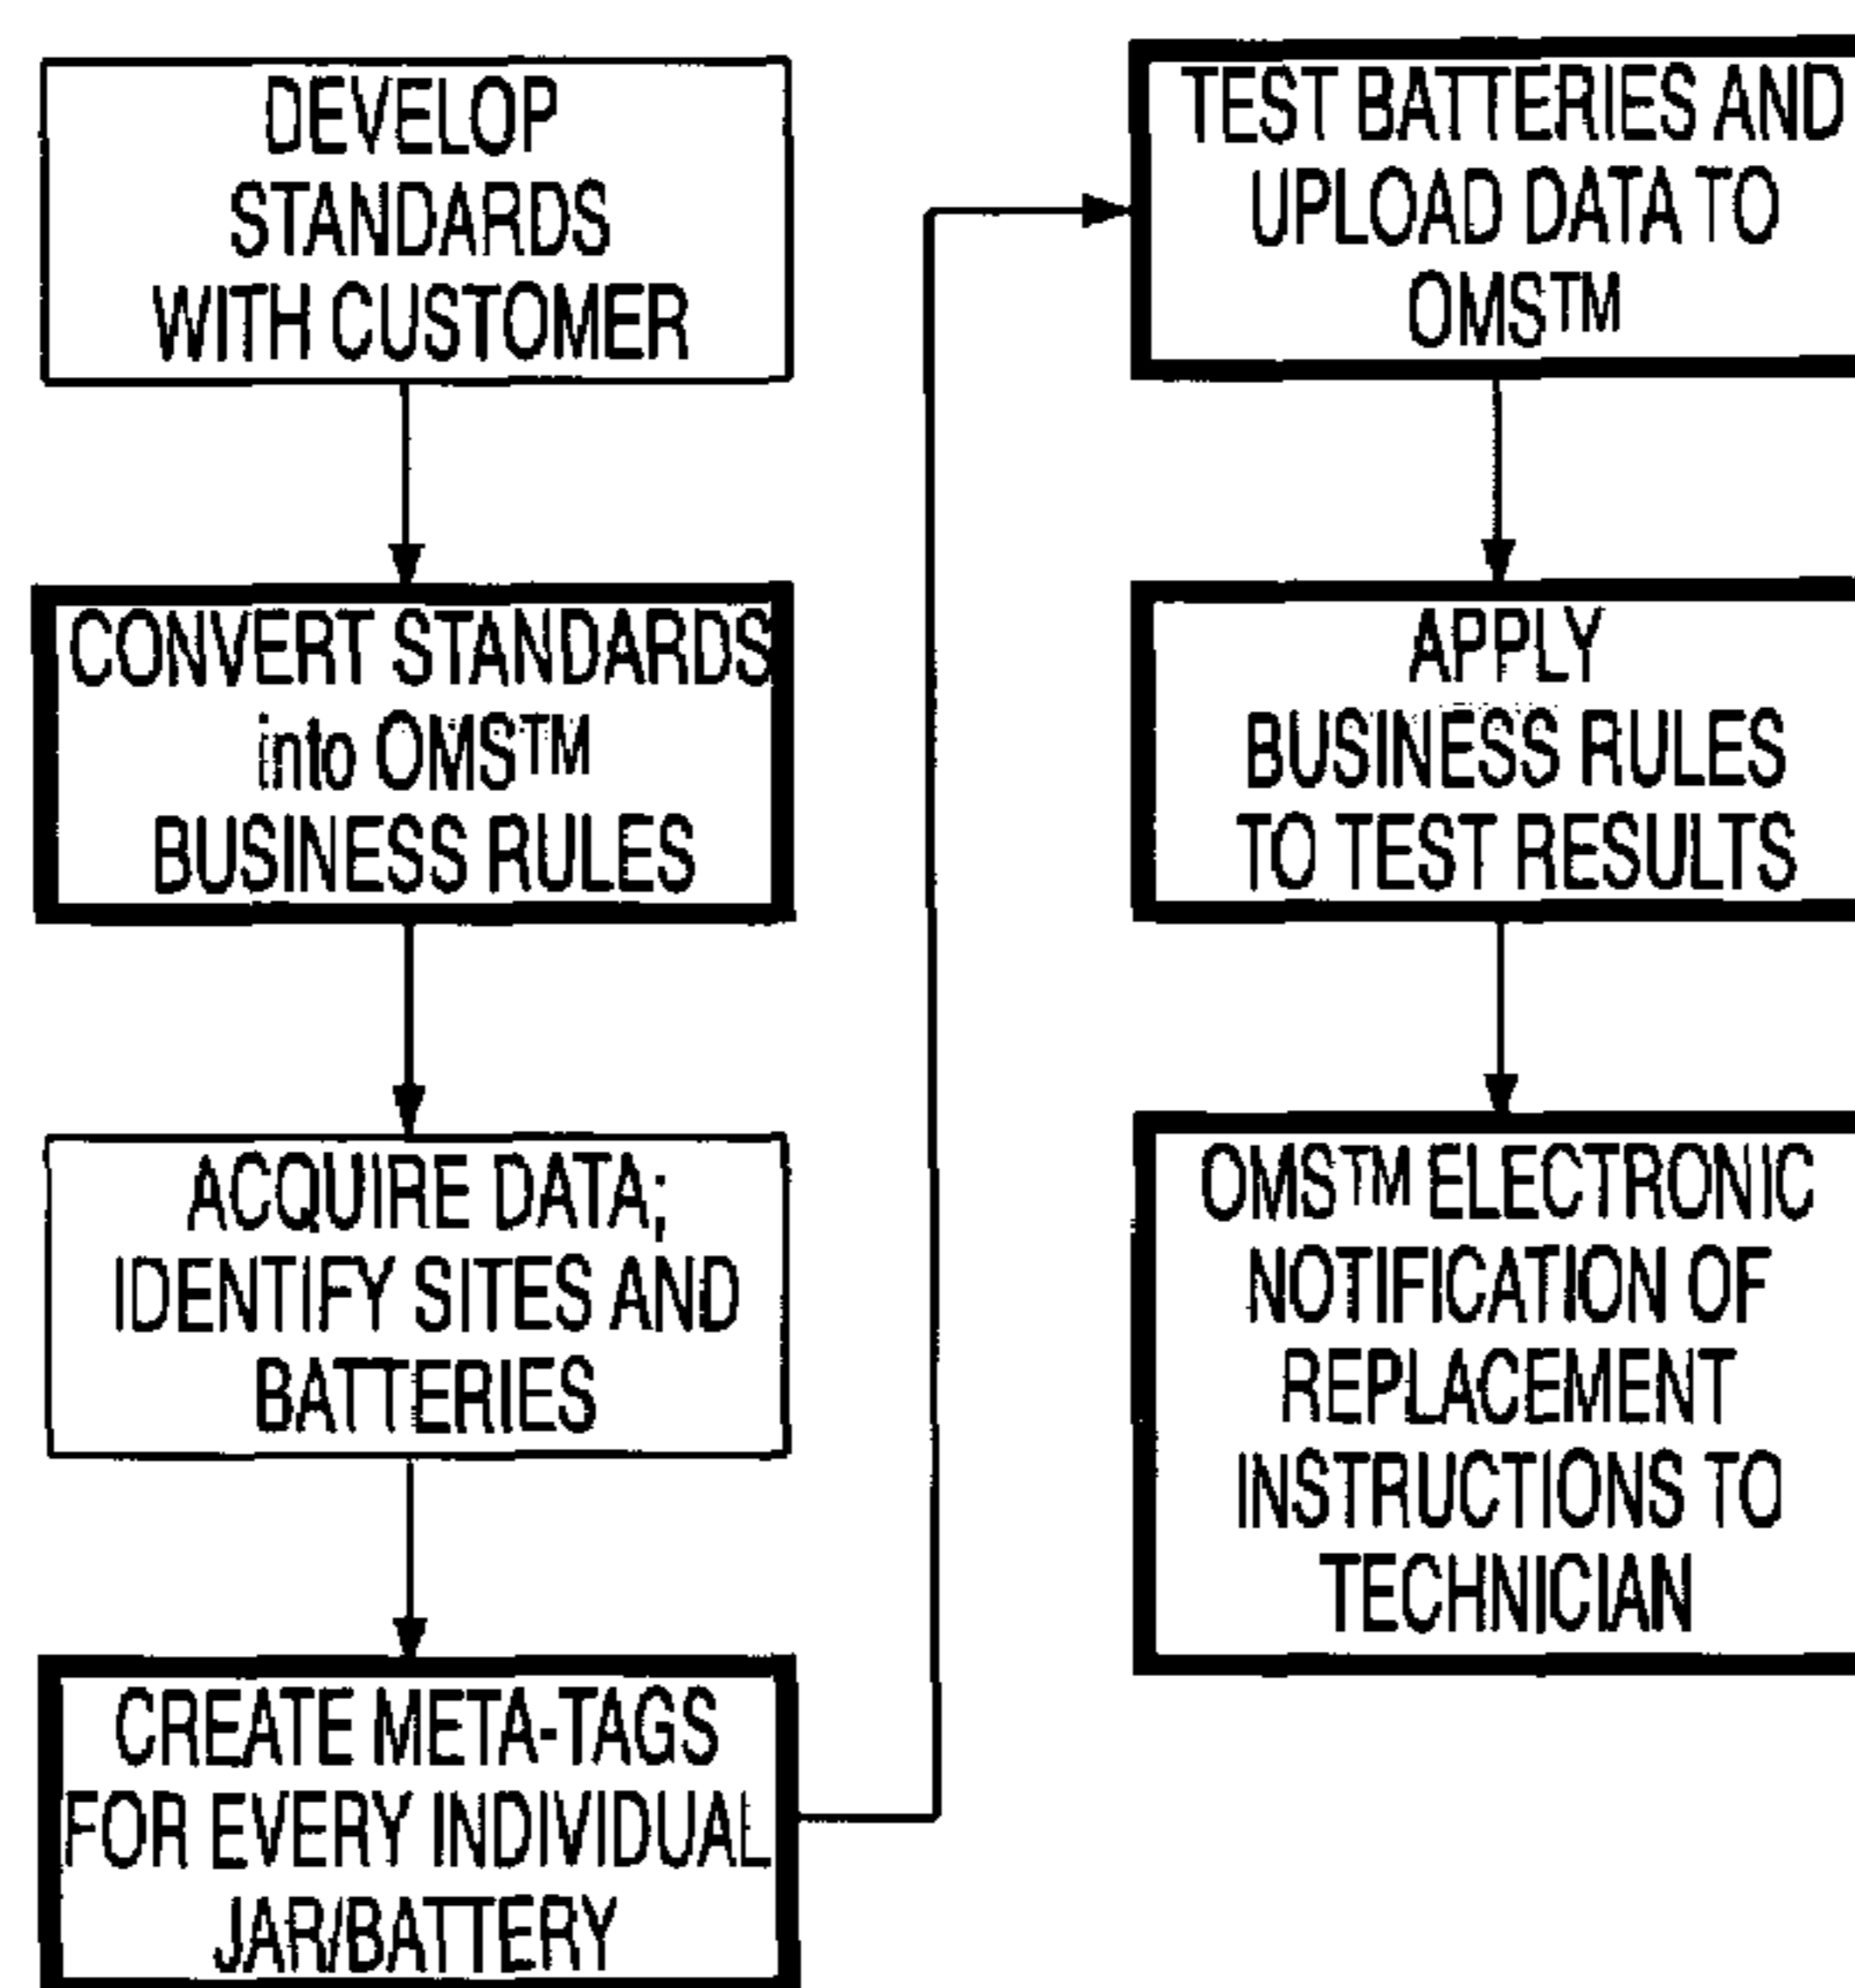 DEVELOP
STANDARDS
WITH CUSTOMER
CONVERT STANDARDS
into OMS™
BUSINESS RULES
ACQUIRE DATA;
IDENTIFY SITES AND
BATTERIES
CREATE META-TAGS
FOR EVERY INDIVIDUAL
JAR/BATTERY
TEST BATTERIES AND
UPLOAD DATA TO
OMS™
APPLY
BUSINESS RULES
TO TEST RESULTS
OMS™ ELECTRONIC
NOTIFICATION OF
REPLACEMENT
INSTRUCTIONS TO
TECHNICIAN